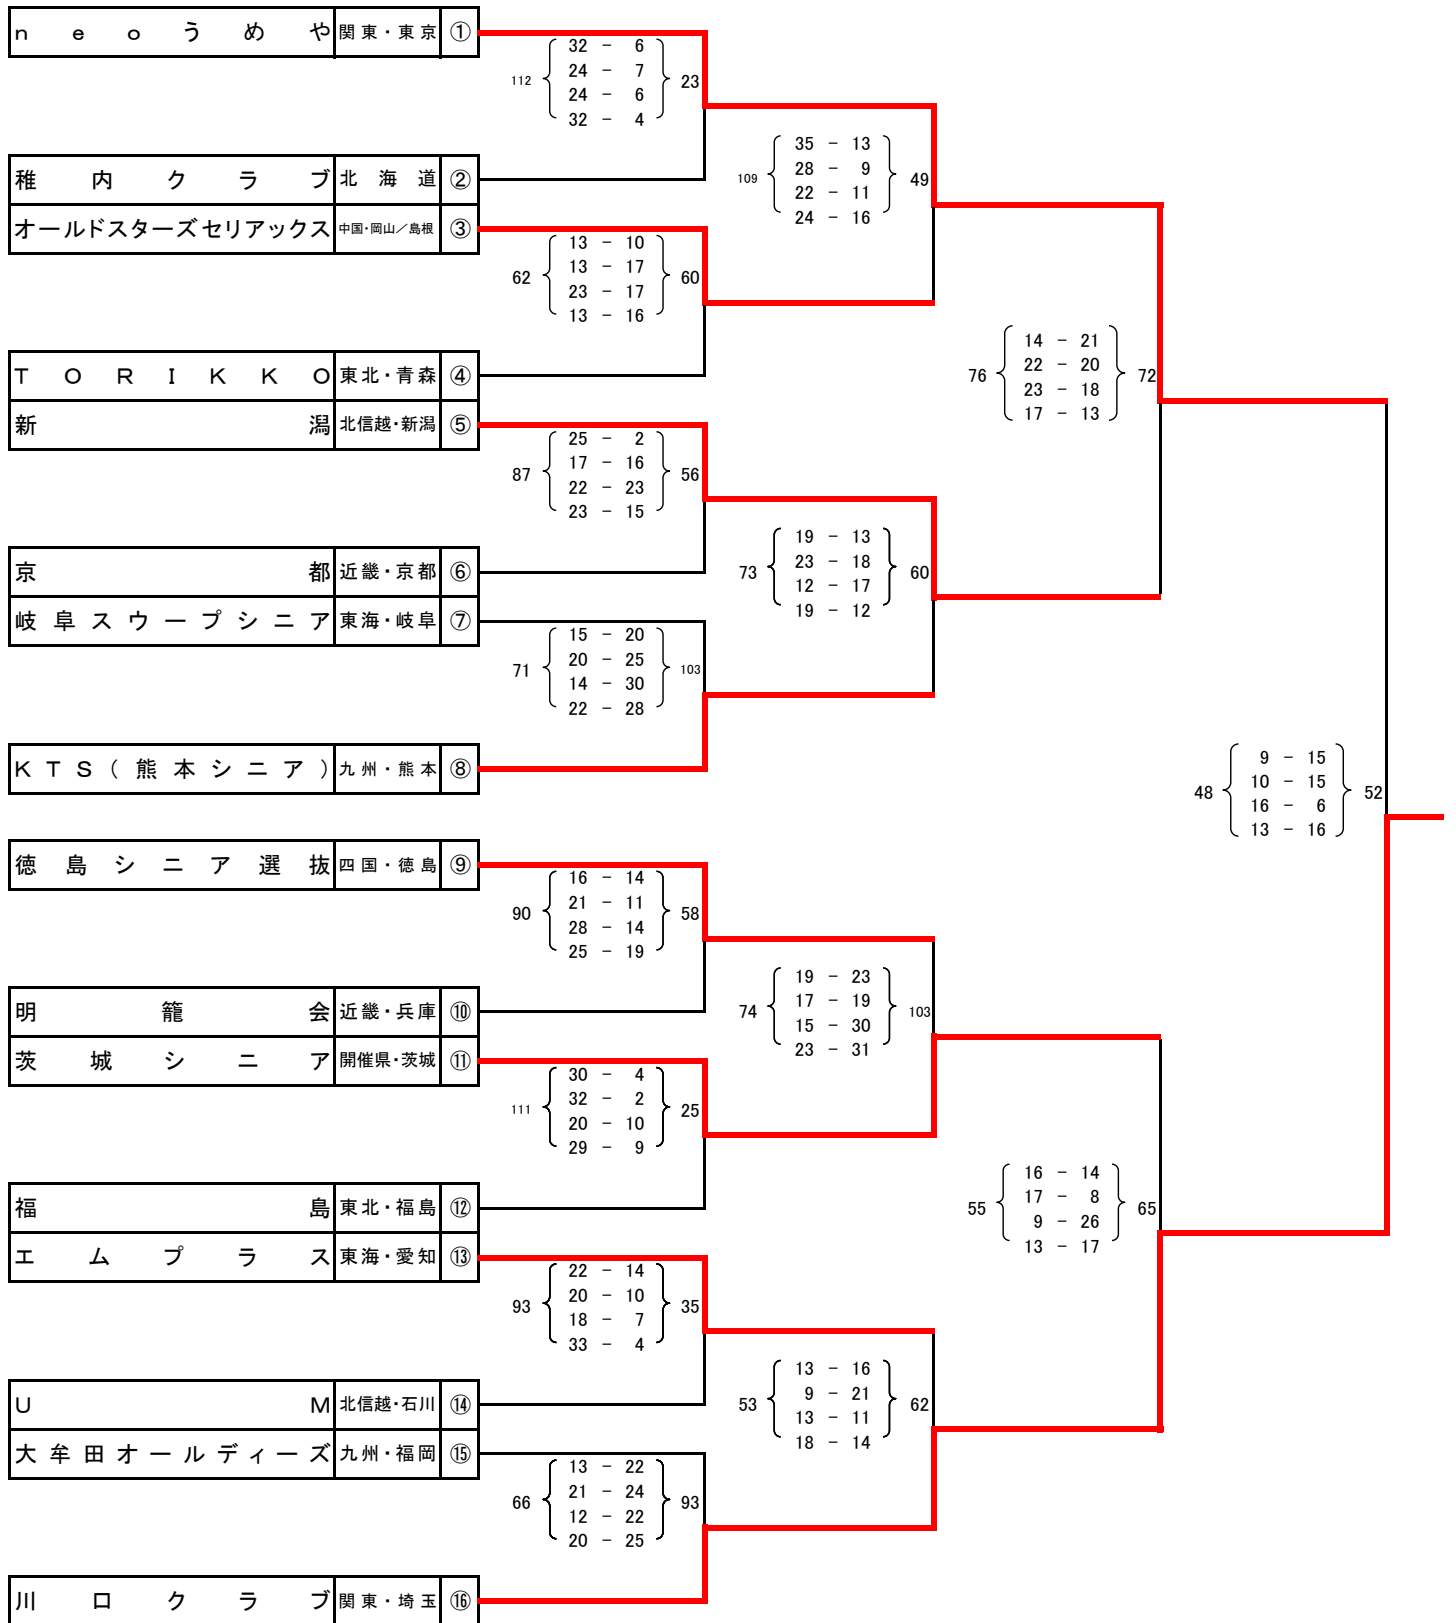 neoうめや 関東・東京 ①
32 - 6
112 24 - 7 23
24 - 6
32 - 4
稚内クラブ 北海道 ②
35 - 13
109 28 - 9 49
22 - 11
24 - 16
オールドスターズセリアックス 中国・岡山／島根 ③
13 - 10
62 13 - 17 60
23 - 17
13 - 16
14 - 21
76 22 - 20 72
23 - 18
17 - 13
TORIKKO 東北・青森 ④
新潟 北信越・新潟 ⑤
25 - 2
87 17 - 16 56
22 - 23
23 - 15
19 - 13
73 23 - 18 60
12 - 17
19 - 12
京都 近畿・京都 ⑥
岐阜スウープシニア 東海・岐阜 ⑦
15 - 20
71 20 - 25 103
14 - 30
22 - 28
KTS(熊本シニア) 九州・熊本 ⑧
9 - 15
48 10 - 15 52
16 - 6
13 - 16
徳島シニア選抜 四国・徳島 ⑨
16 - 14
90 21 - 11 58
28 - 14
25 - 19
19 - 23
74 17 - 19 103
15 - 30
23 - 31
明籠会 近畿・兵庫 ⑩
茨城シニア 開催県・茨城 ⑪
30 - 4
111 32 - 2 25
20 - 10
29 - 9
16 - 14
55 17 - 8 65
9 - 26
13 - 17
福島 東北・福島 ⑫
エムプラス 東海・愛知 ⑬
22 - 14
93 20 - 10 35
18 - 7
33 - 4
13 - 16
53 9 - 21 62
13 - 11
18 - 14
UM 北信越・石川 ⑭
大牟田オールディーズ 九州・福岡 ⑮
13 - 22
66 21 - 24 93
12 - 22
20 - 25
川口クラブ 関東・埼玉 ⑯